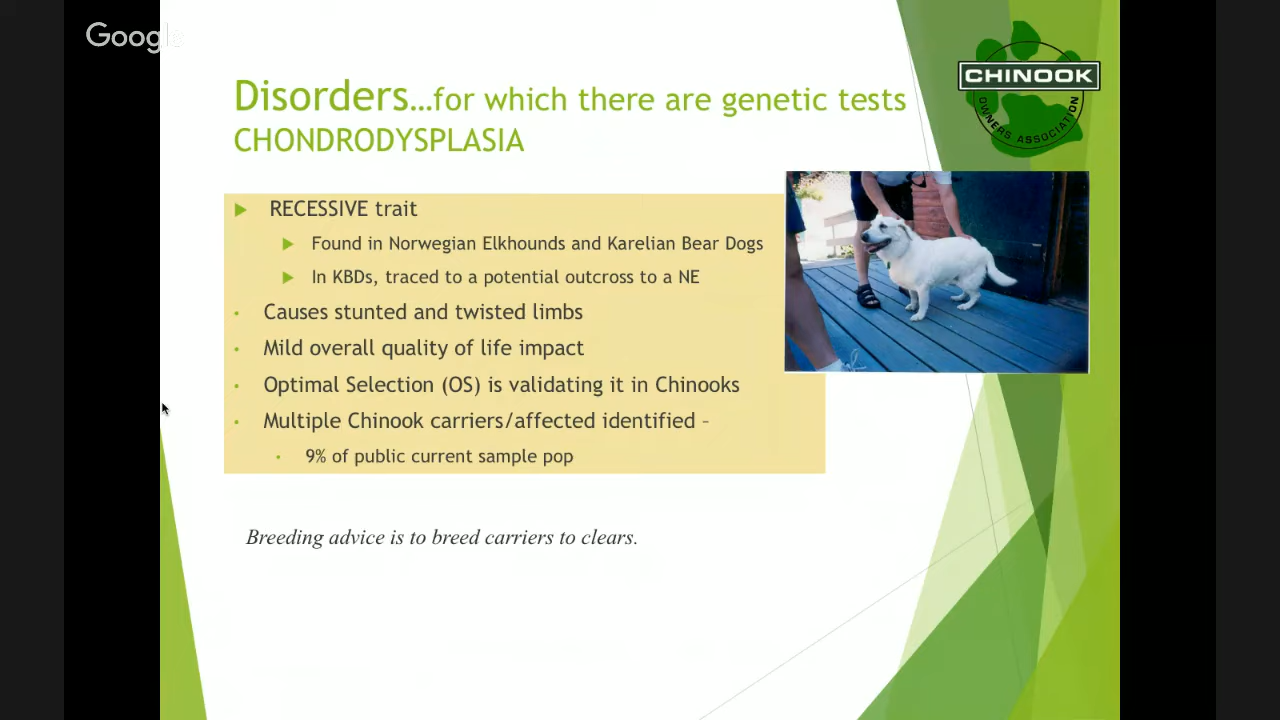 Google
CHINOOK
OWNERS ASSOCIATION
Disorders…for which there are genetic tests
CHONDRODYSPLASIA
RECESSIVE trait
Found in Norwegian Elkhounds and Karelian Bear Dogs
In KBDs, traced to a potential outcross to a NE
Causes stunted and twisted limbs
Mild overall quality of life impact
Optimal Selection (OS) is validating it in Chinooks
Multiple Chinook carriers/affected identified –
9% of public current sample pop
Breeding advice is to breed carriers to clears.